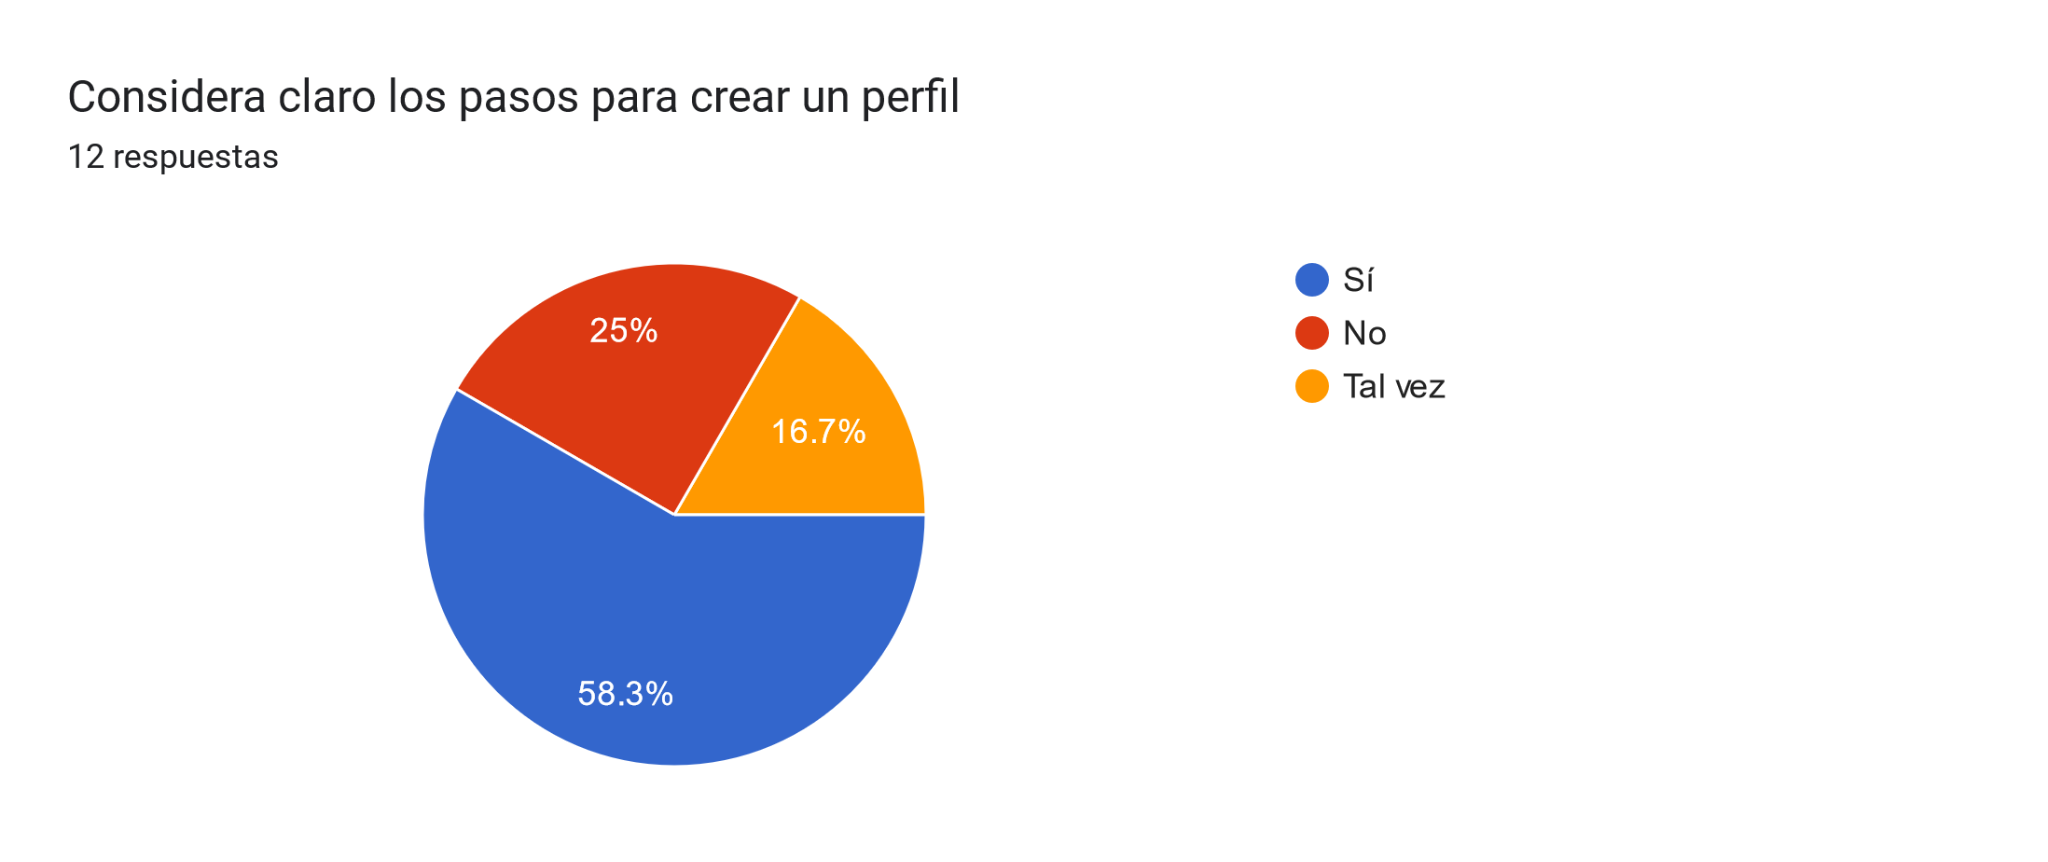 Considera claro los pasos para crear un perfil
12 respuestas
25%
16.7%
58.3%
Sí
No
Tal vez